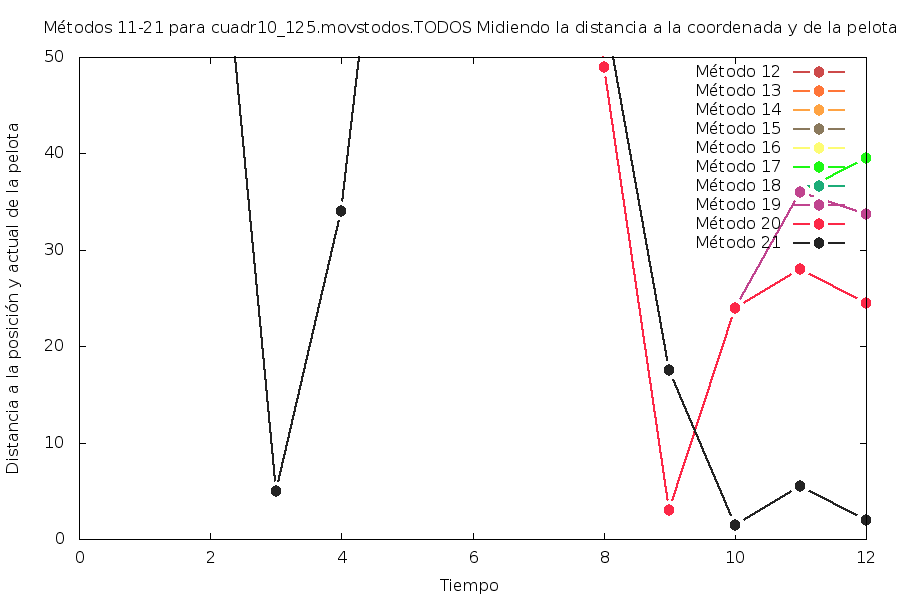 Métodos 11-21 para cuadr10_125.movstodos.TODOS Midiendo la distancia a la coordenada y de la pelota
Distancia a la posición y actual de la pelota
50
40
30
20
10
0
Método 12
Método 13
Método 14
Método 15
Método 16
Método 17
Método 18
Método 19
Método 20
Método 21
0 2 4 6 8 10 12
Tiempo